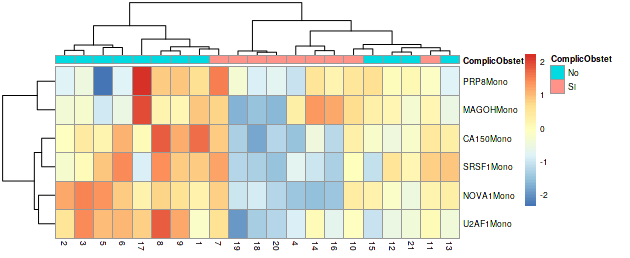 ComplicObstet
ComplicObstet
2
1
0
-1
-2
No
SI
PRP8Mono
MAGOHMono
CA150Mono
SRSF1Mono
NOVA1Mono
U2AF1Mono
2 3 5 6 17 8 9 1 7 19 18 20 4 14 16 10 15 12 21 11 13